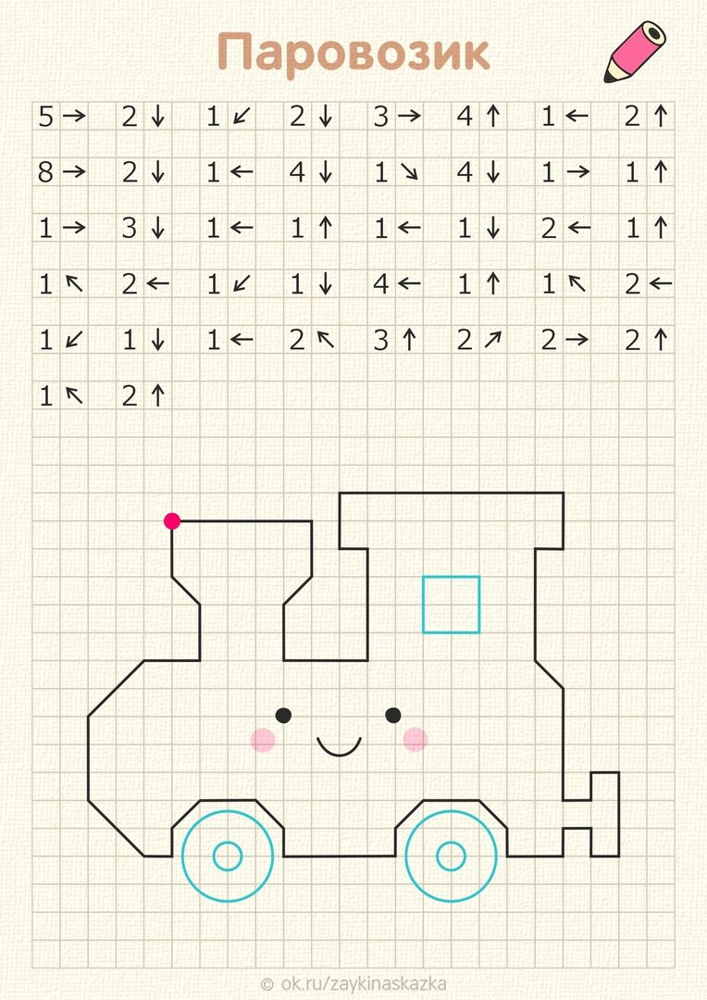 Паровозик
5 → 2 ↓ 1 ↙ 2 ↓ 3 → 4 ↑ 1 ← 2 ↑
8 → 2 ↓ 1 ← 4 ↓ 1 ↘ 4 ↓ 1 → 1 ↑
1 → 3 ↓ 1 ← 1 ↑ 1 ← 1 ↓ 2 ← 1 ↑
1 ↖ 2 ← 1 ↙ 1 ↓ 4 ← 1 ↑ 1 ↖ 2 ←
1 ↙ 1 ↓ 1 ← 2 ↖ 3 ↑ 2 ↗ 2 → 2 ↑
1 ↖ 2 ↑
© ok.ru/zaykinaskazka